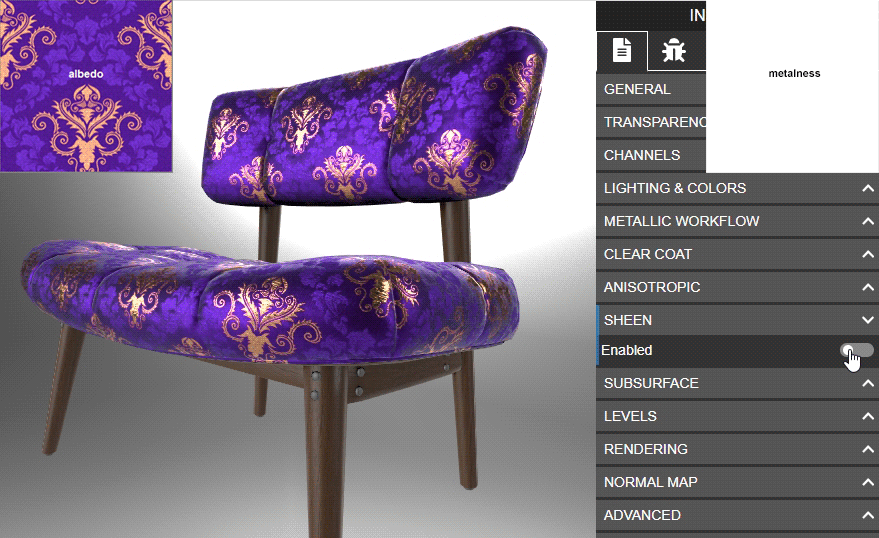 albedo
IN
metalness
GENERAL
TRANSPARENC
CHANNELS
LIGHTING & COLORS
METALLIC WORKFLOW
CLEAR COAT
ANISOTROPIC
SHEEN
Enabled
SUBSURFACE
LEVELS
RENDERING
NORMAL MAP
ADVANCED